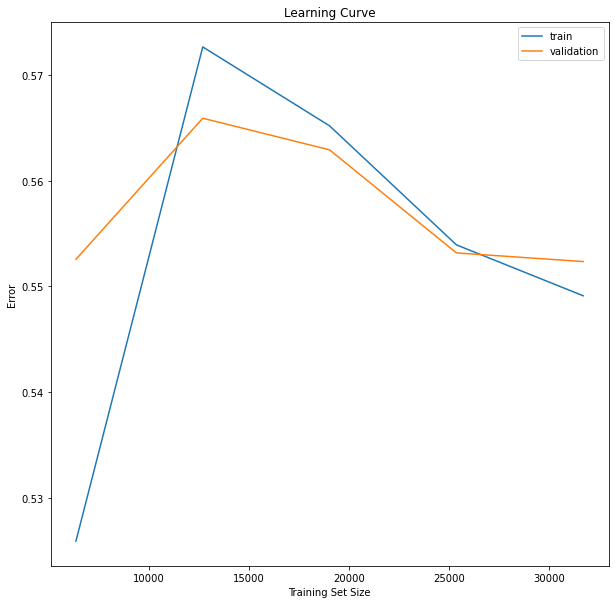 Learning Curve
train
validation
0.57
0.56
0.55
0.54
0.53
Error
10000 15000 20000 25000 30000
Training Set Size